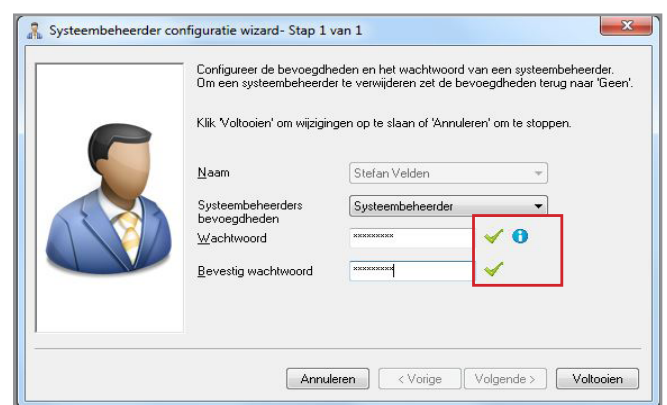 Systeembeheerder configuratie wizard- Stap 1 van 1
Configureer de bevoegdheden en het wachtwoord van een systeembeheerder.
Om een systeembeheerder te verwijderen zet de bevoegdheden terug naar 'Geen'.
Klik 'Voltooien' om wijzigingen op te slaan of 'Annuleren' om te stoppen.
Naam
Stefan Velden
Systeembeheerders
bevoegdheden
Systeembeheerder
Wachtwoord
×××××××××
Bevestig wachtwoord
×××××××××
Annuleren
< Vorige
Volgende >
Voltooien